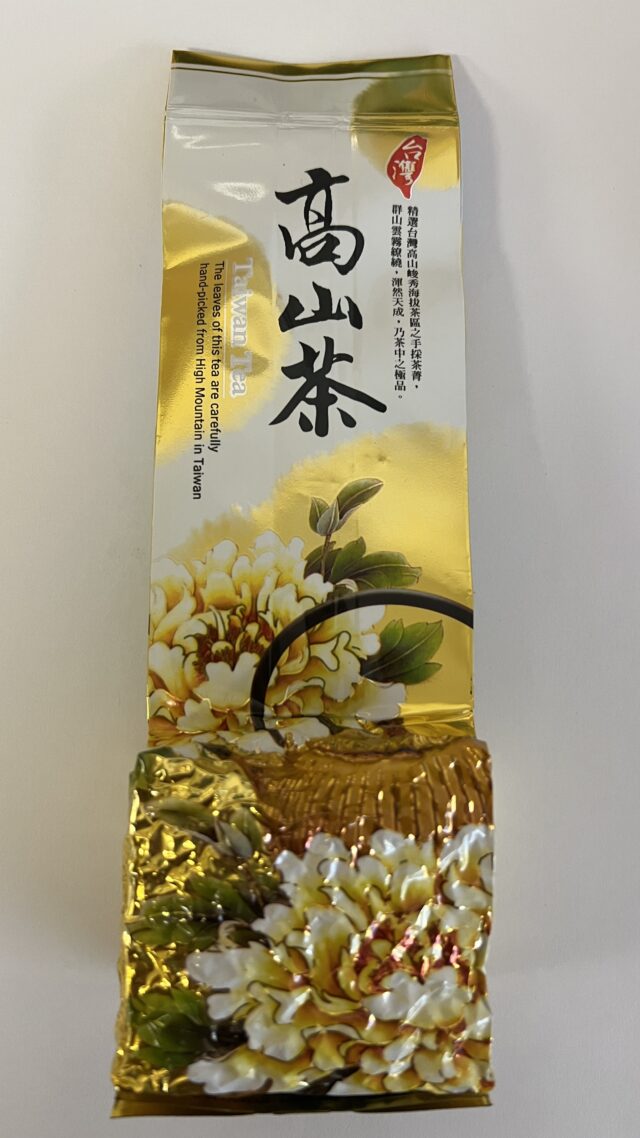 台灣
精選台灣高山峻秀海拔茶區之手採茶菁，
群山雲霧繚繞，渾然天成，乃茶中之極品。
高山茶
Taiwan Tea
The leaves of this tea are carefully
hand-picked from High Mountain in Taiwan